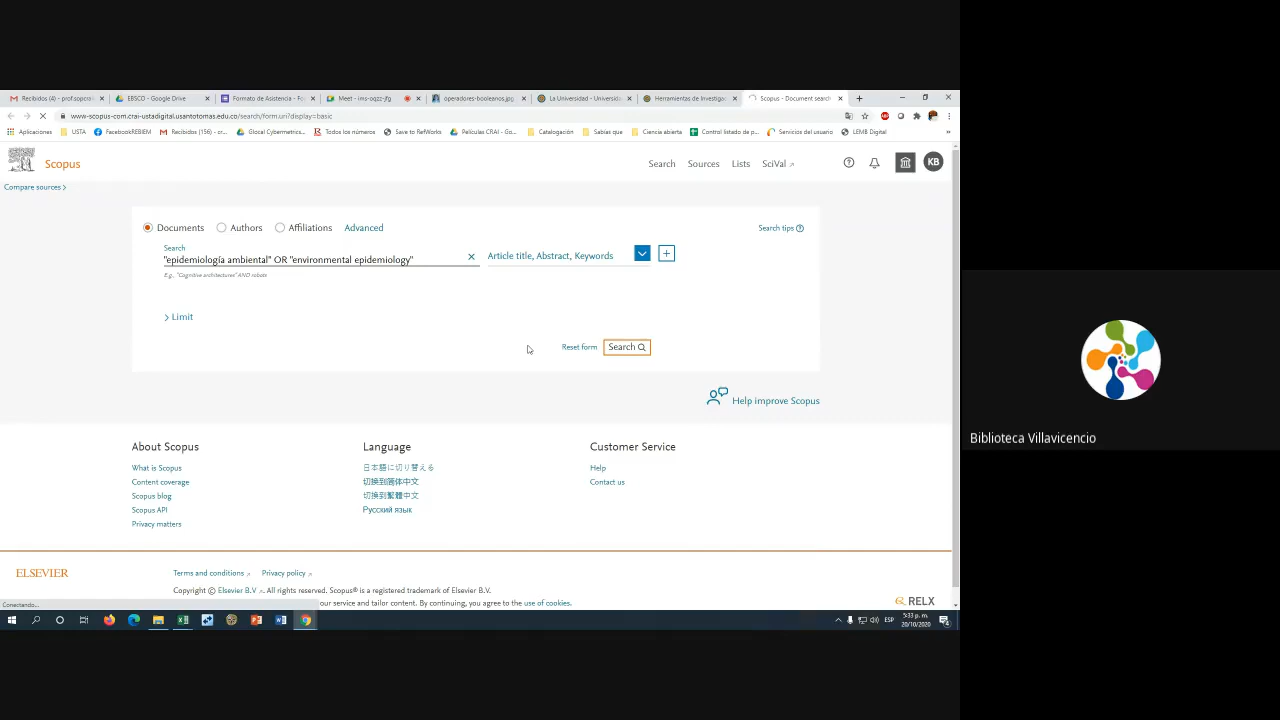 Recibidos (4) - prof.sopcra
EBSCO - Google Drive
Formato de Asistencia - Fo
Meet - ims-oqzz-jfg
operadores-booleanos.jpg
La Universidad - Universida
Herramientas de Investiga
Scopus - Document search
www-scopus-com.crai-ustadigital.usantotomas.edu.co/search/form.uri?display=basic
Aplicaciones
USTA
FacebookREBIEM
Recibidos (156) - cr...
Glocal Cybermetrics...
Todos los números
Save to RefWorks
Películas CRAI - Go...
Catalogación
Sabías que
Ciencia abierta
Control listado de p...
Servicios del usuario
LEMB Digital
»
Scopus
Search
Sources
Lists
SciVal
KB
Compare sources
Documents
Authors
Affiliations
Advanced
Search tips
Search
"epidemiología ambiental" OR "environmental epidemiology"
Article title, Abstract, Keywords
E.g., "Cognitive architectures" AND robots
Limit
Reset form
Search
Help improve Scopus
About Scopus
What is Scopus
Content coverage
Scopus blog
Scopus API
Privacy matters
Language
日本語に切り替える
切换到简体中文
切換到繁體中文
Русский язык
Customer Service
Help
Contact us
ELSEVIER
Terms and conditions
Privacy policy
Copyright © Elsevier B.V. All rights reserved. Scopus® is a registered trademark of Elsevier B.V.
Conectando...
our service and tailor content. By continuing, you agree to the use of cookies.
RELX
ESP
5:33 p. m.
20/10/2020
Biblioteca Villavicencio